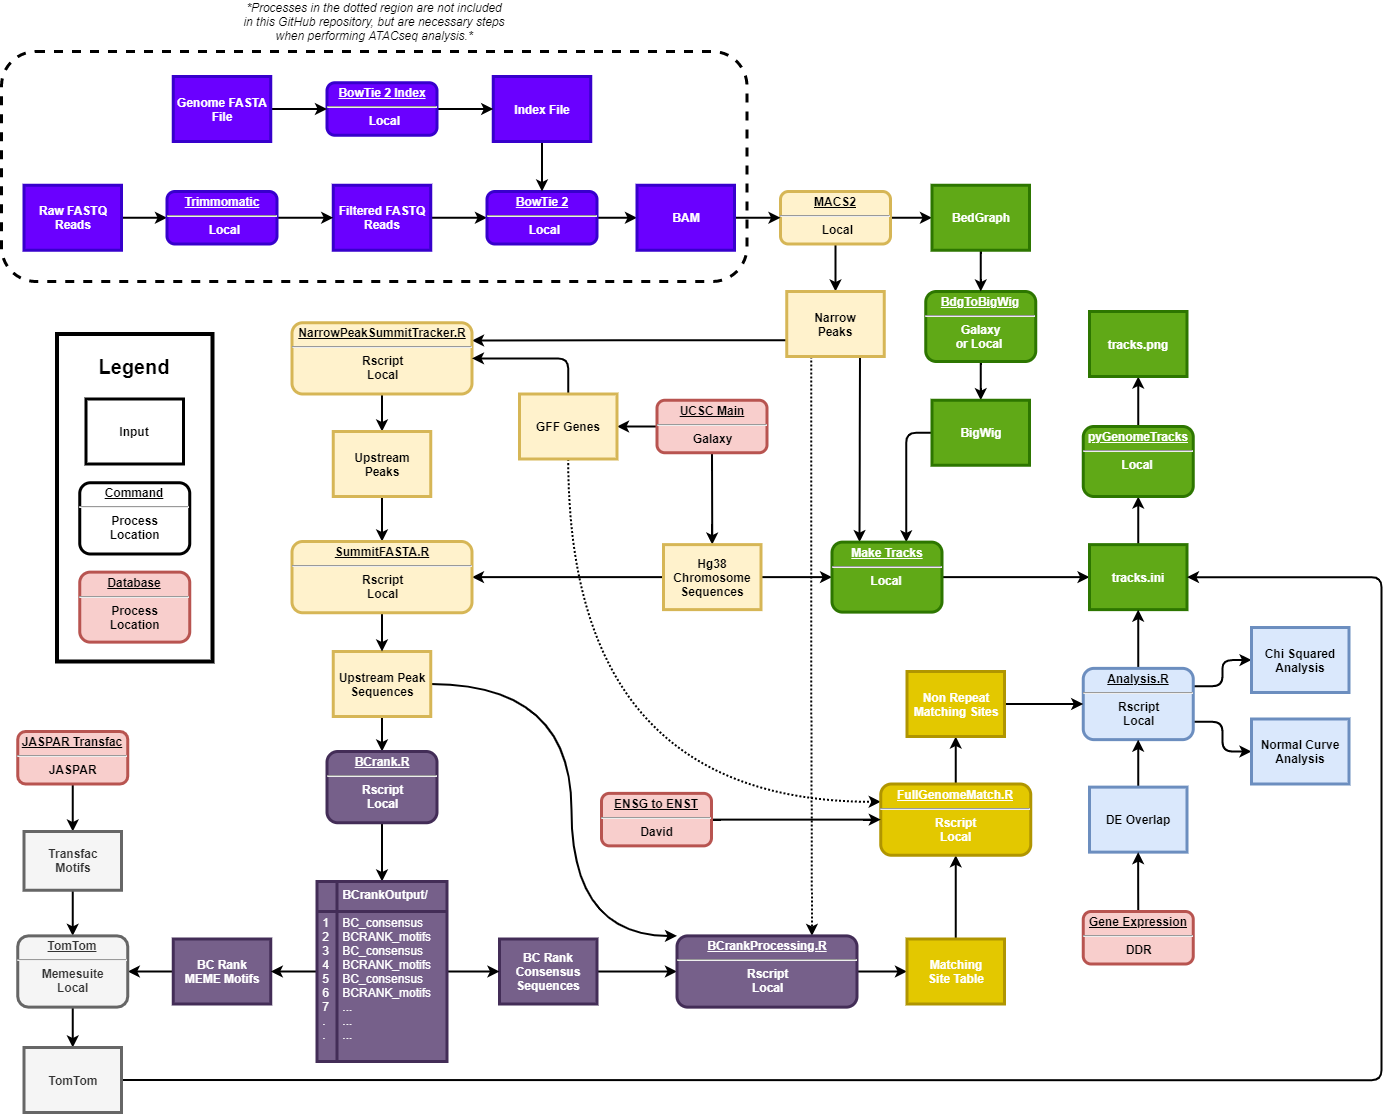 *Processes in the dotted region are not included
in this GitHub repository, but are necessary steps
when performing ATACseq analysis.*
Genome FASTA
File
BowTie 2 Index
Local
Index File
Raw FASTQ
Reads
Trimmomatic
Local
Filtered FASTQ
Reads
BowTie 2
Local
BAM
MACS2
Local
BedGraph
Narrow
Peaks
BdgToBigWig
Galaxy
or Local
BigWig
tracks.png
pyGenomeTracks
Local
NarrowPeakSummitTracker.R
Rscript
Local
GFF Genes
UCSC Main
Galaxy
Upstream
Peaks
Legend
Input
Command
Process
Location
Database
Process
Location
SummitFASTA.R
Rscript
Local
Hg38
Chromosome
Sequences
Make Tracks
Local
tracks.ini
Upstream Peak
Sequences
Non Repeat
Matching Sites
Analysis.R
Rscript
Local
Chi Squared
Analysis
Normal Curve
Analysis
JASPAR Transfac
JASPAR
BCrank.R
Rscript
Local
ENSG to ENST
David
FullGenomeMatch.R
Rscript
Local
DE Overlap
Transfac
Motifs
BCrankOutput/
1 BC_consensus
2 BCRANK_motifs
3 BC_consensus
4 BCRANK_motifs
5 BC_consensus
6 BCRANK_motifs
7 ...
. ...
. ...
Gene Expression
DDR
TomTom
Memesuite
Local
BC Rank
MEME Motifs
BC Rank
Consensus
Sequences
BCrankProcessing.R
Rscript
Local
Matching
Site Table
TomTom